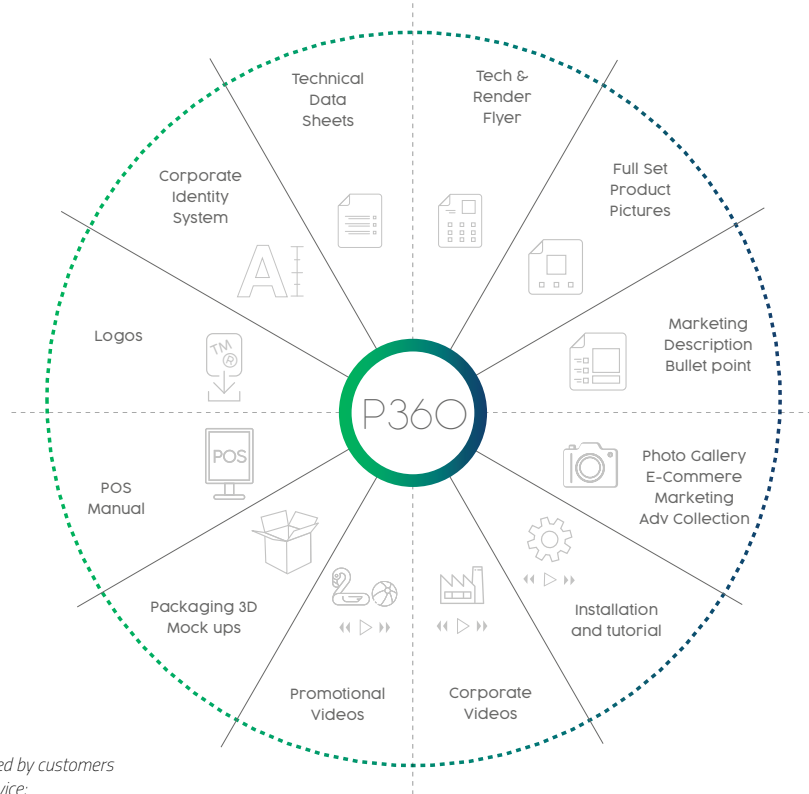 Technical
Data
Sheets
Tech &
Render
Flyer
Full Set
Product
Pictures
Corporate
Identity
System
Marketing
Description
Bullet point
Logos
TM
®
P360
Photo Gallery
E-Commere
Marketing
Adv Collection
POS
POS
Manual
Installation
and tutorial
Packaging 3D
Mock ups
Promotional
Videos
Corporate
Videos
by customers